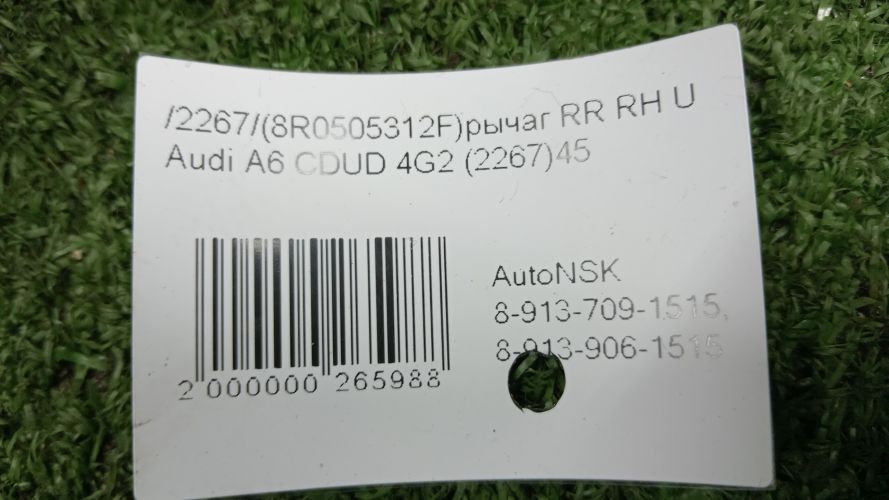 /2267/(8R0505312F)рычаг RR RH U
Audi A6 CDUD 4G2 (2267)45
AutoNSK
8-913-709-1515,
8-913-906-1515
2 000000 265988